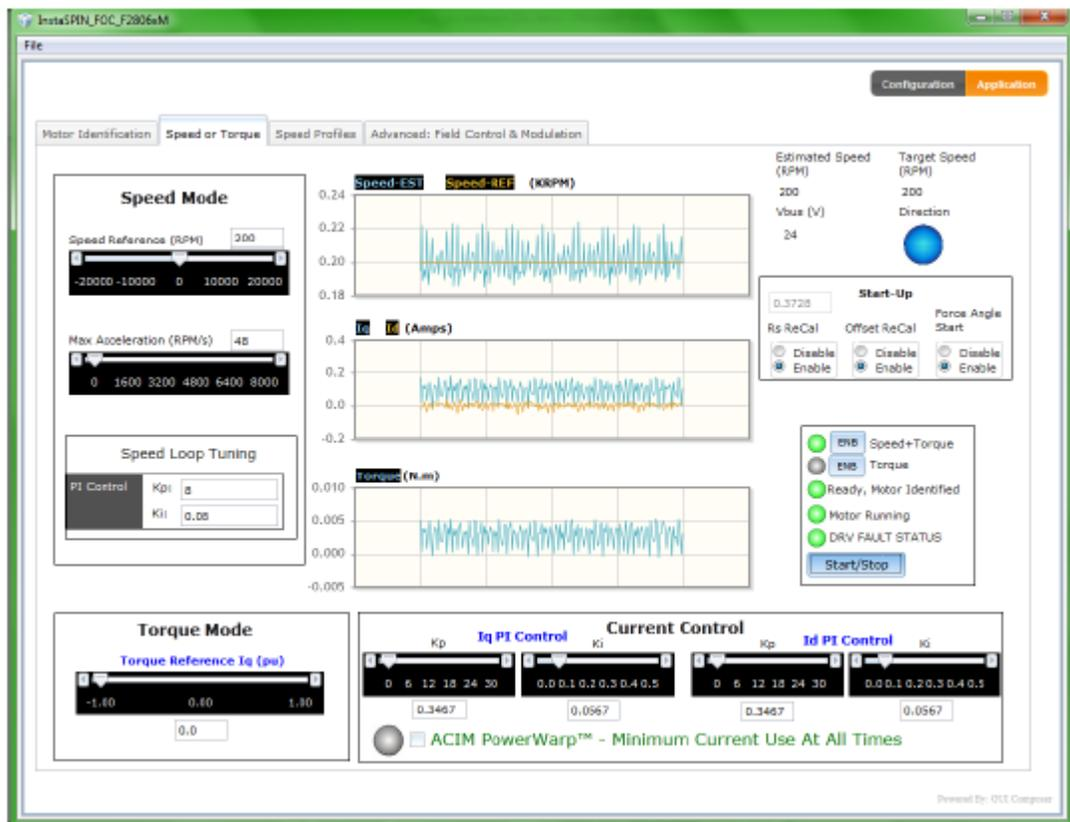 InstaSPIN_FOC_F2806xM
File
Configuration Application
Motor Identification Speed or Torque Speed Profiles Advanced: Field Control & Modulation
Speed Mode
Speed Reference (RPM) 200
-20000 -10000 0 10000 20000
Max Acceleration (RPM/s) 48
0 1600 3200 4800 6400 8000
Speed Loop Tuning
PI Control Kp: 8
Ki: 0.08
Speed-EST Speed-REF (KRPM)
0.24
0.22
0.20
0.18
Iq Id (Amps)
0.4
0.2
0.0
-0.2
Torque (N.m)
0.010
0.005
0.000
-0.005
Estimated Speed (RPM)
200
Target Speed (RPM)
200
Vbus (V)
24
Direction
Start-Up
0.3728
Rs ReCal Offset ReCal Force Angle Start
Disable Disable Disable
Enable Enable Enable
ENB Speed+Torque
ENB Torque
Ready, Motor Identified
Motor Running
DRV FAULT STATUS
Start/Stop
Torque Mode
Torque Reference Iq (pu)
-1.00 0.00 1.00
0.0
Current Control
Kp Iq PI Control Ki Kp Id PI Control Ki
0 6 12 18 24 30 0.0 0.1 0.2 0.3 0.4 0.5 0 6 12 18 24 30 0.0 0.1 0.2 0.3 0.4 0.5
0.3467 0.0567 0.3467 0.0567
ACIM PowerWarp™ - Minimum Current Use At All Times
Powered By: GUI Composer